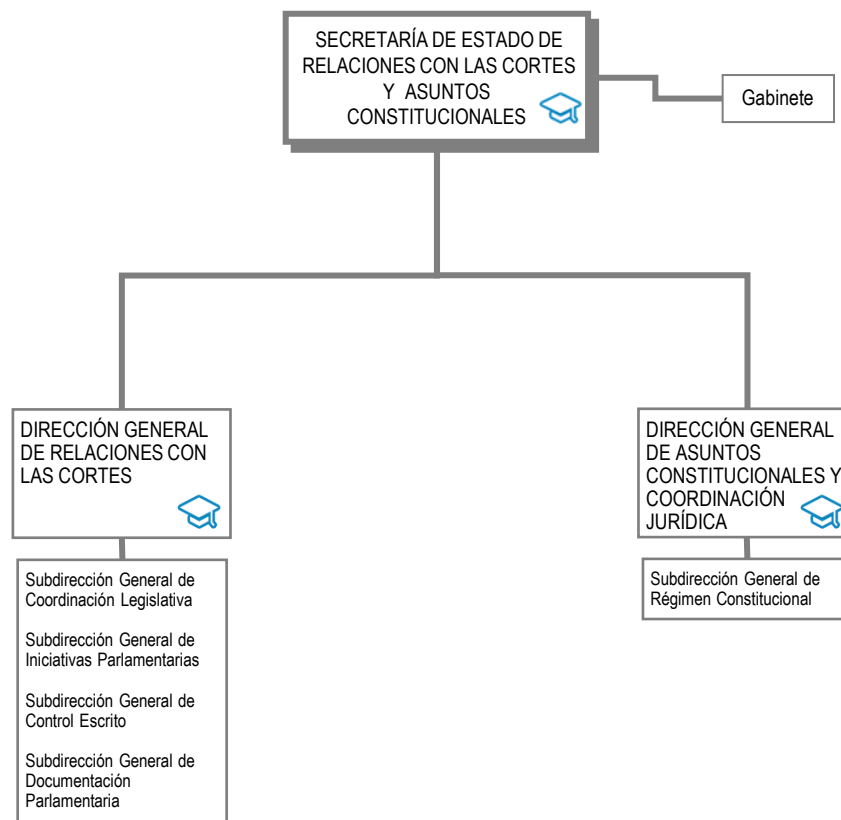 SECRETARÍA DE ESTADO DE
RELACIONES CON LAS CORTES
Y ASUNTOS
CONSTITUCIONALES
Gabinete
DIRECCIÓN GENERAL
DE RELACIONES CON
LAS CORTES
Subdirección General de
Coordinación Legislativa
Subdirección General de
Iniciativas Parlamentarias
Subdirección General de
Control Escrito
Subdirección General de
Documentación
Parlamentaria
DIRECCIÓN GENERAL
DE ASUNTOS
CONSTITUCIONALES Y
COORDINACIÓN
JURÍDICA
Subdirección General de
Régimen Constitucional